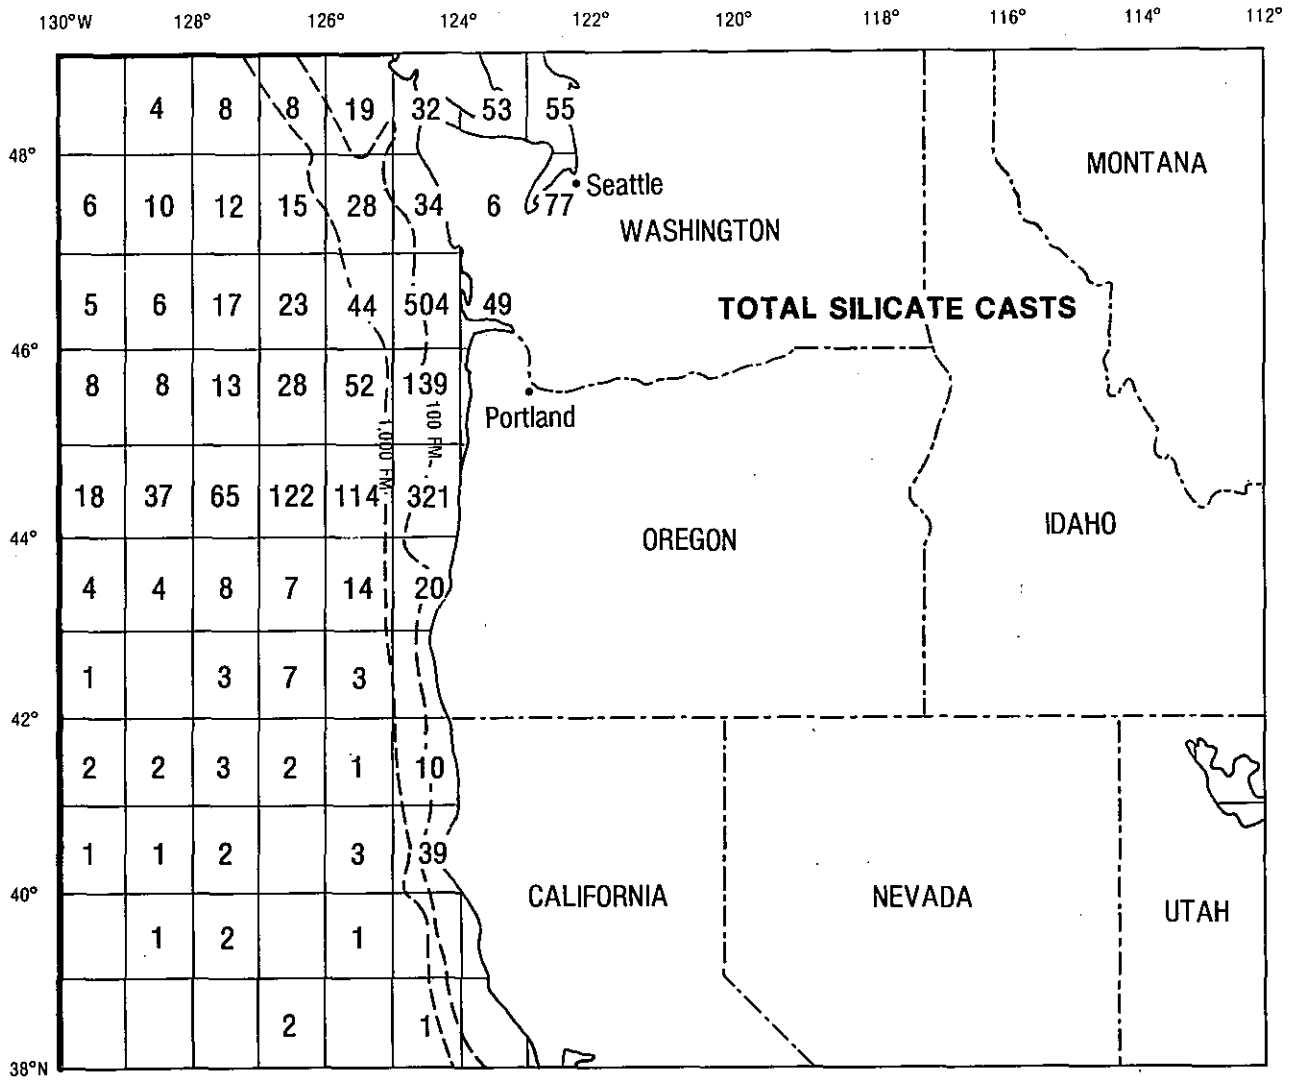 130°W 128° 126° 124° 122° 120° 118° 116° 114° 112°
4 8 8 19 32 53 55
48°
MONTANA
Seattle
6 10 12 15 28 34 6 77
WASHINGTON
5 6 17 23 44 504 49
TOTAL SILICATE CASTS
46°
8 8 13 28 52 139
Portland
100 FM
1,000 FM
18 37 65 122 114 321
IDAHO
OREGON
44°
4 4 8 7 14 20
1 3 7 3
42°
2 2 3 2 1 10
1 1 2 3 39
40°
CALIFORNIA
NEVADA
UTAH
1 2 1
2 1
38°N